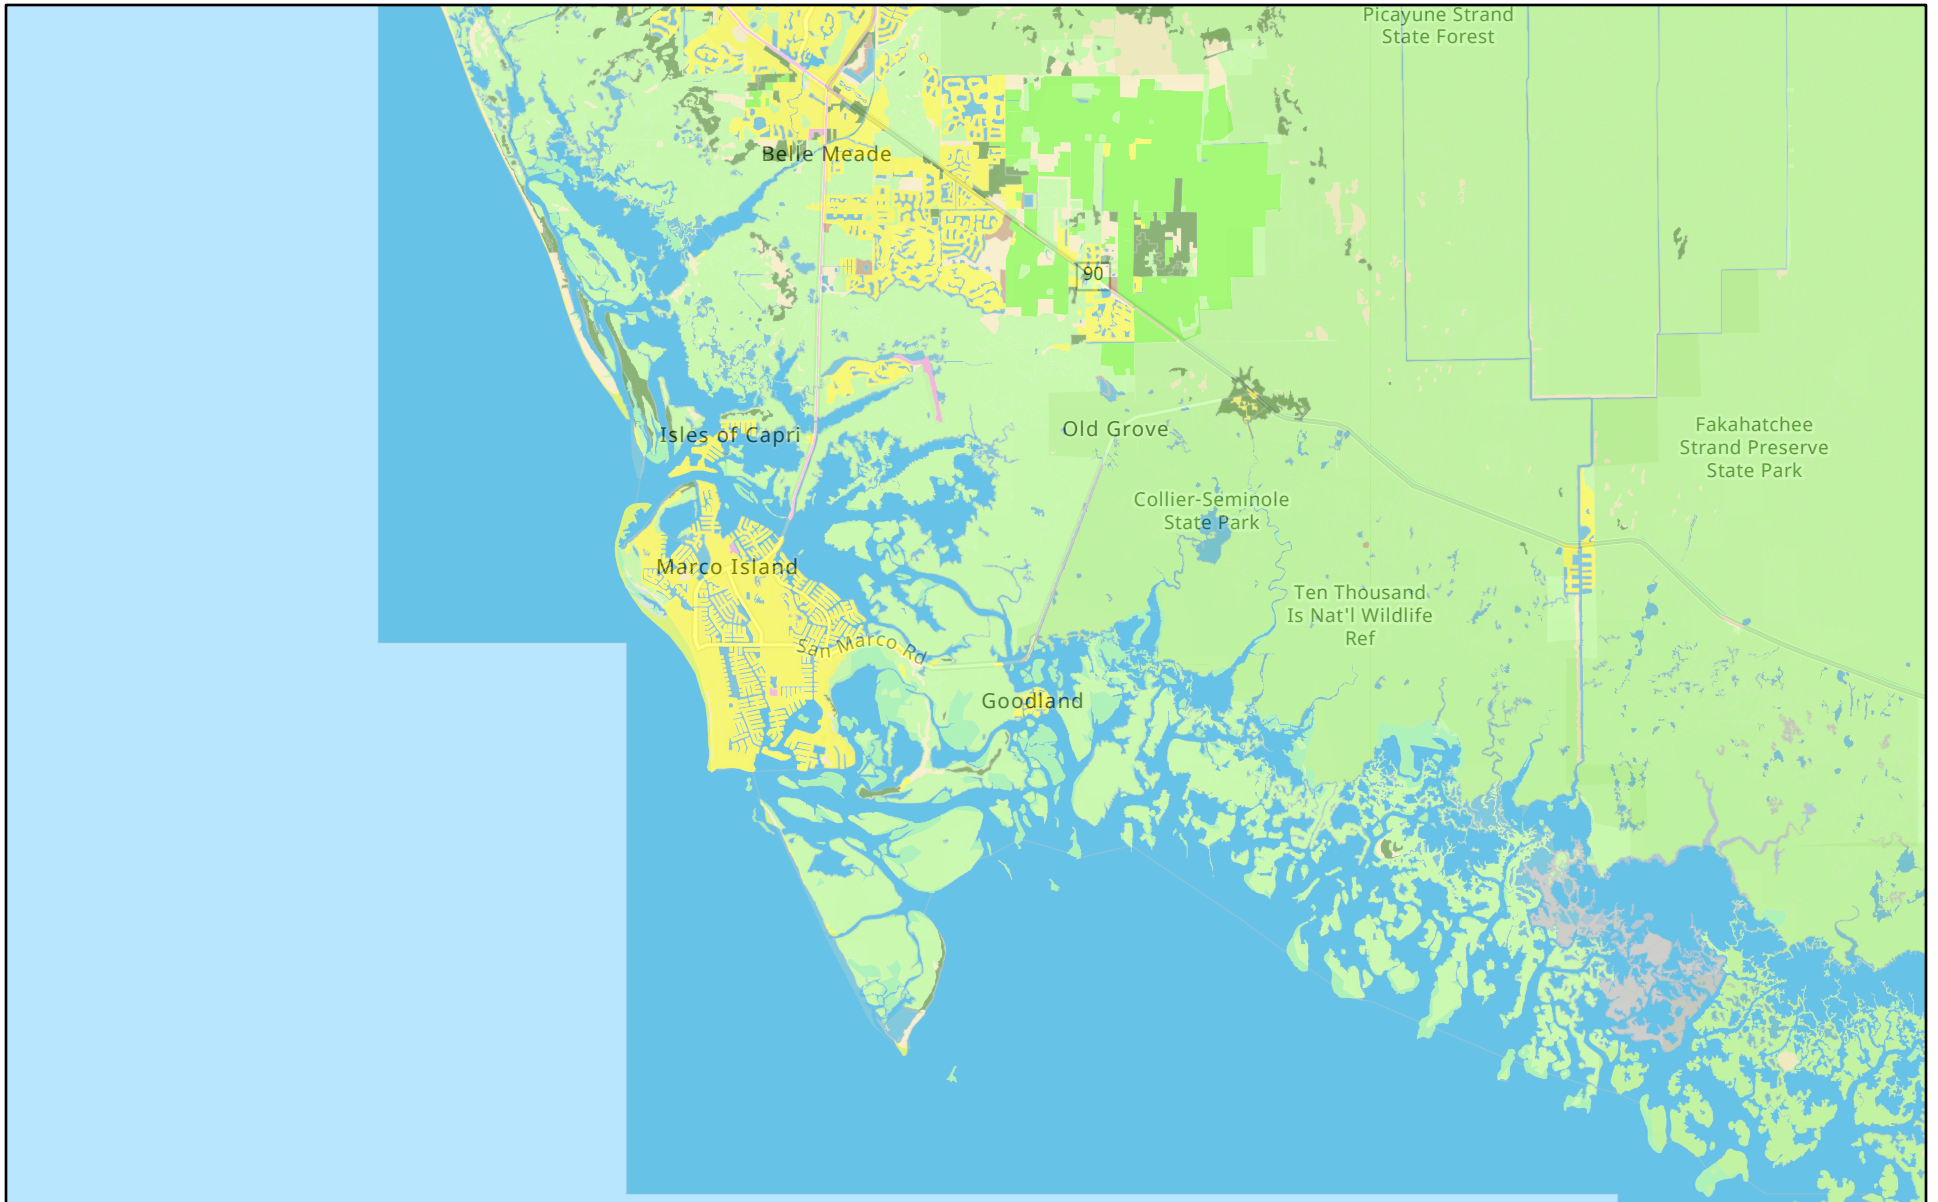 Picayune Strand
State Forest
Belle Meade
90
Isles of Capri
Old Grove
Fakahatchee
Strand Preserve
State Park
Collier-Seminole
State Park
Marco Island
Ten Thousand
Is Nat'l Wildlife
Ref
San Marco Rd
Goodland